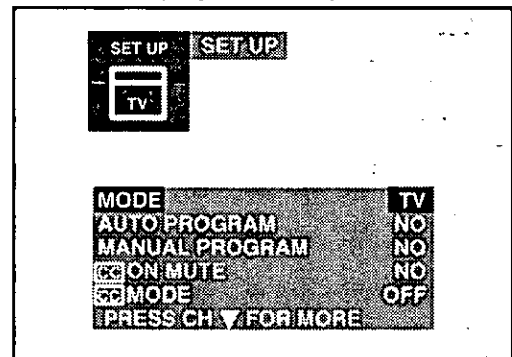 SET UP SET UP
TV
MODE TV
AUTO PROGRAM NO
MANUAL PROGRAM NO
CC ON MUTE NO
CC MODE OFF
PRESS CH ▼ FOR MORE